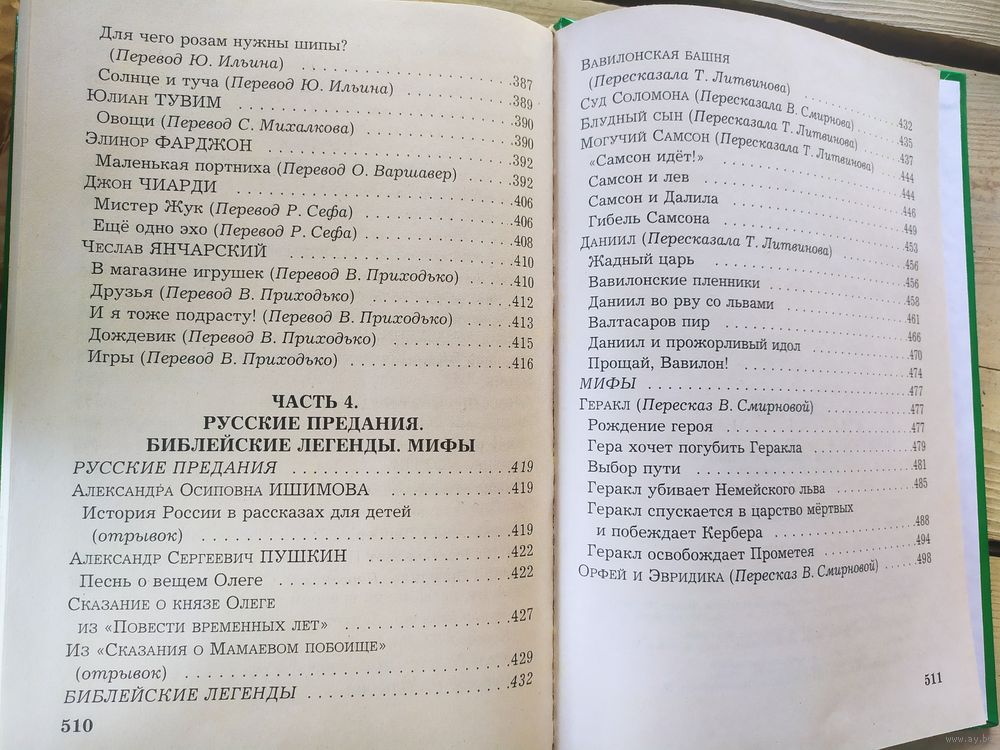 Для чего розам нужны шипы?
(Перевод Ю. Ильина) . . . . . . . . . . . . . . . . . . . . 387
Солнце и туча (Перевод Ю. Ильина) . . . . . . . . . . 389
Юлиан ТУВИМ . . . . . . . . . . . . . . . . . . . . 390
Овощи (Перевод С. Михалкова) . . . . . . . . . . 390
Элинор ФАРДЖОН . . . . . . . . . . . . . . . . . . . . 392
Маленькая портниха (Перевод О. Варшавер) . . . . . 392
Джон ЧИАРДИ . . . . . . . . . . . . . . . . . . . . 406
Мистер Жук (Перевод Р. Сефа) . . . . . . . . . . 406
Ещё одно эхо (Перевод Р. Сефа) . . . . . . . . . . 408
Чеслав ЯНЧАРСКИЙ . . . . . . . . . . . . . . . . . . . . 410
В магазине игрушек (Перевод В. Приходько) . . . . . 410
Друзья (Перевод В. Приходько) . . . . . . . . . . 412
И я тоже подрасту! (Перевод В. Приходько) . . . . . 413
Дождевик (Перевод В. Приходько) . . . . . . . . . . 415
Игры (Перевод В. Приходько) . . . . . . . . . . 416
ЧАСТЬ 4.
РУССКИЕ ПРЕДАНИЯ.
БИБЛЕЙСКИЕ ЛЕГЕНДЫ. МИФЫ
РУССКИЕ ПРЕДАНИЯ . . . . . . . . . . 419
Александра Осиповна ИШИМОВА . . . . . . . . . . 419
История России в рассказах для детей
(отрывок) . . . . . . . . . . . . . . . . . . . . 419
Александр Сергеевич ПУШКИН . . . . . . . . . . 422
Песнь о вещем Олеге . . . . . . . . . . 422
Сказание о князе Олеге
из «Повести временных лет» . . . . . . . . . . 427
Из «Сказания о Мамаевом побоище»
(отрывок) . . . . . . . . . . . . . . . . . . . . 429
БИБЛЕЙСКИЕ ЛЕГЕНДЫ . . . . . . . . . . 432
510
Вавилонская башня
(Пересказала Т. Литвинова) . . . . . . . . . . 432
Суд Соломона (Пересказала В. Смирнова) . . . . . 435
Блудный сын (Пересказала Т. Литвинова) . . . . . 437
Могучий Самсон (Пересказала Т. Литвинова) . . . . . 444
«Самсон идёт!» . . . . . . . . . . 444
Самсон и лев . . . . . . . . . . 446
Самсон и Далила . . . . . . . . . . 449
Гибель Самсона . . . . . . . . . . 453
Даниил (Пересказала Т. Литвинова) . . . . . 456
Жадный царь . . . . . . . . . . 456
Вавилонские пленники . . . . . . . . . . 458
Даниил во рву со львами . . . . . . . . . . 461
Валтасаров пир . . . . . . . . . . 466
Даниил и прожорливый идол . . . . . . . . . . 470
Прощай, Вавилон! . . . . . . . . . . 474
МИФЫ . . . . . . . . . . 477
Геракл (Пересказ В. Смирновой) . . . . . 477
Рождение героя . . . . . . . . . . 477
Гера хочет погубить Геракла . . . . . 479
Выбор пути . . . . . . . . . . 481
Геракл убивает Немейского льва . . . . . 485
Геракл спускается в царство мёртвых
и побеждает Кербера . . . . . . . . . . 488
Геракл освобождает Прометея . . . . . 494
Орфей и Эвридика (Пересказ В. Смирновой) . . . . . 498
511
www.ay.by